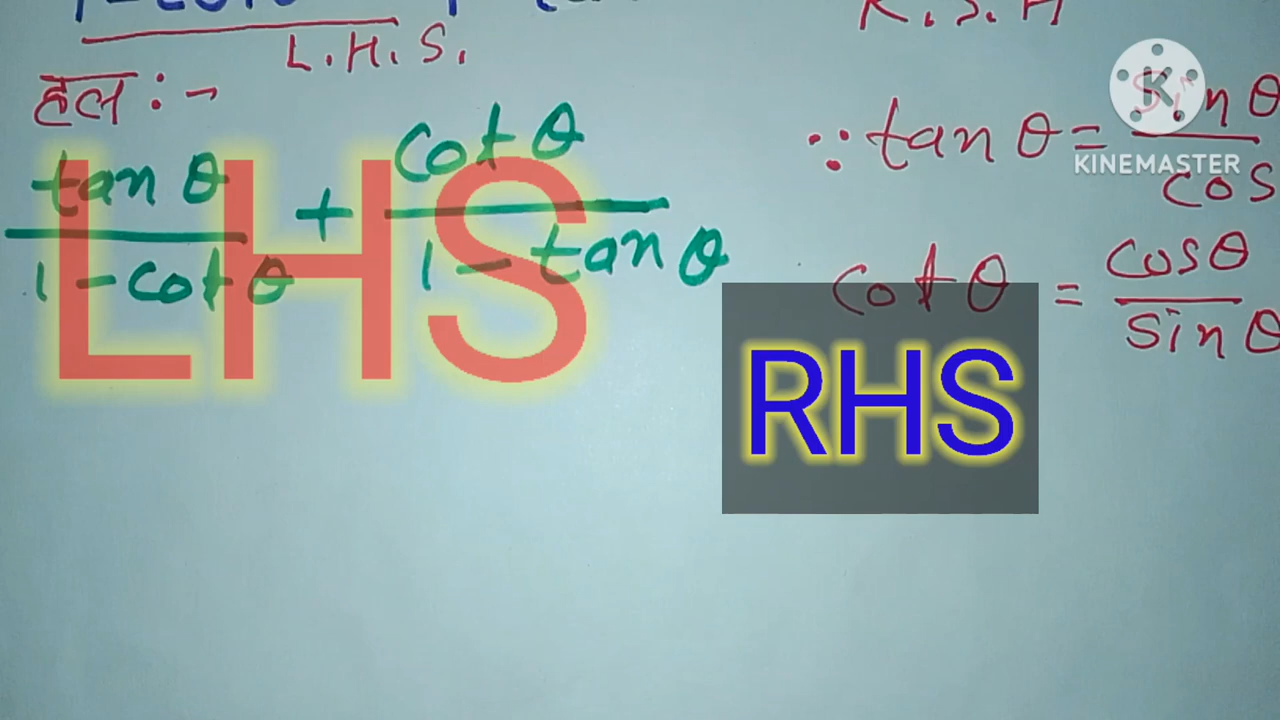 L.H.S.
R.S.H
हल :-
tan θ / 1 - cot θ + cot θ / 1 - tan θ
∵ tan θ = sin θ / cos
cot θ = cos θ / sin θ
LHS
RHS
K
KINEMASTER